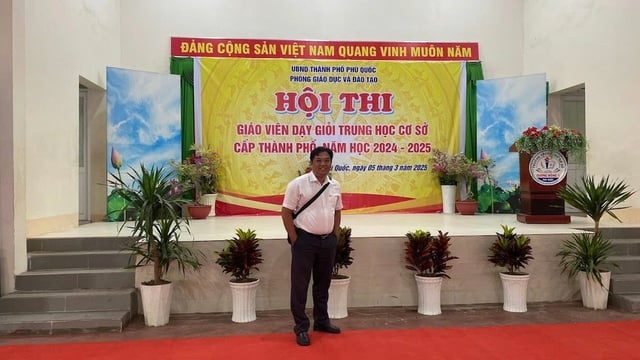 ĐẢNG CỘNG SẢN VIỆT NAM QUANG VINH MUÔN NĂM
UBND THÀNH PHỐ PHÚ QUỐC
PHÒNG GIÁO DỤC VÀ ĐÀO TẠO
HỘI THI
GIÁO VIÊN DẠY GIỎI TRUNG HỌC CƠ SỞ
CẤP THÀNH PHỐ, NĂM HỌC 2024 - 2025
Quốc, ngày 05 tháng 3 năm 2025